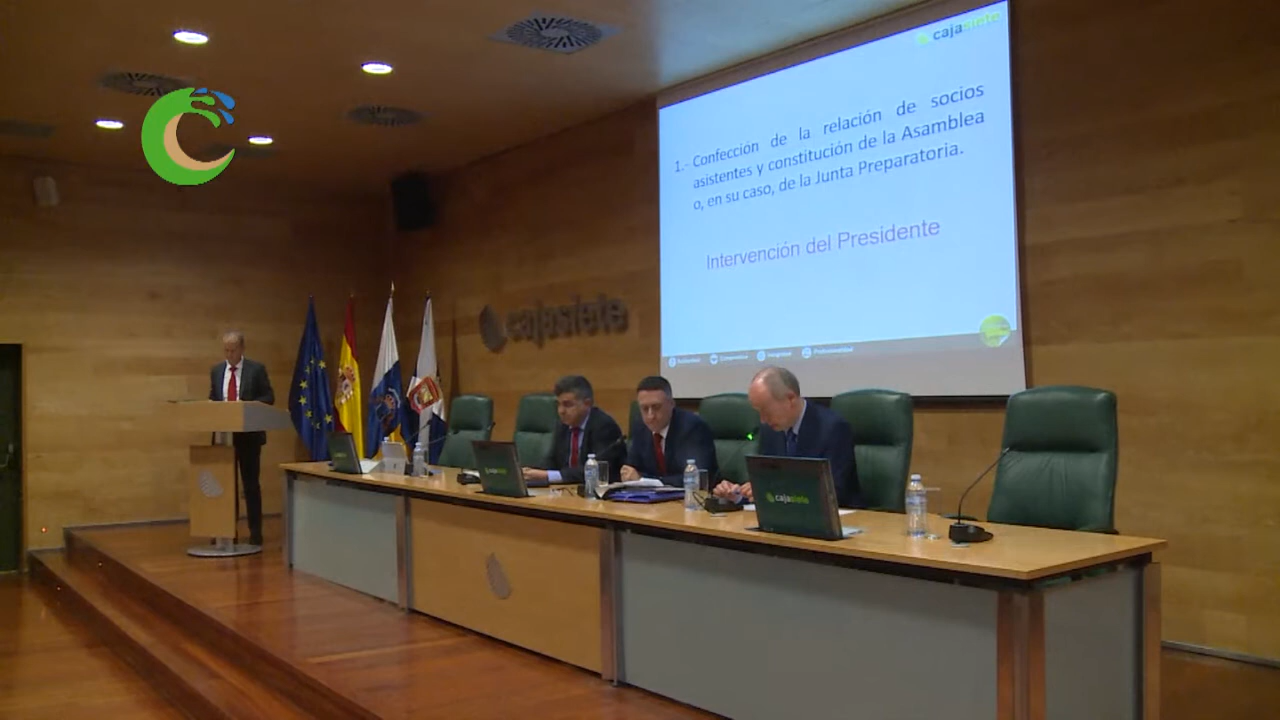 cajasiete
1.- Confección de la relación de socios
asistentes y constitución de la Asamblea
o, en su caso, de la Junta Preparatoria.
Intervención del Presidente
cajasiete
cajasiete